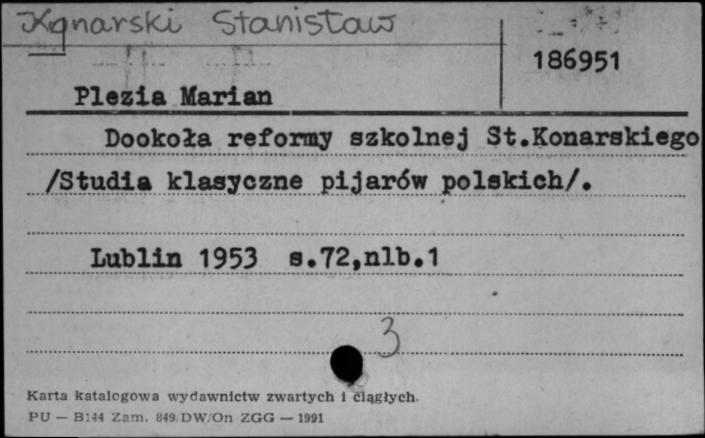 Konarski Stanisław
186951
Plezia Marian
Dookoła reformy szkolnej St.Konarskiego
/Studia klasyczne pijarów polskich/.
Lublin 1953 s.72,nlb.1
3
Karta katalogowa wydawnictw zwartych i ciągłych.
PU — B144 Zam. 849/DW/On ZGG — 1991